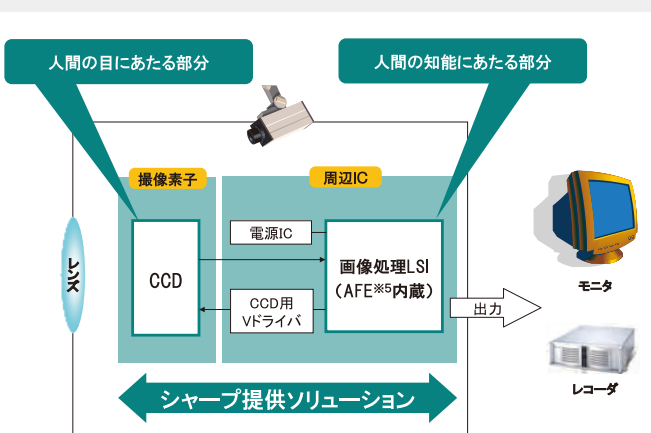 人間の目にあたる部分
人間の知能にあたる部分
撮像素子
周辺IC
電源IC
レンズ
CCD
画像処理LSI
(AFE※5内蔵)
CCD用
Vドライバ
出力
モニタ
レコーダ
シャープ提供ソリューション